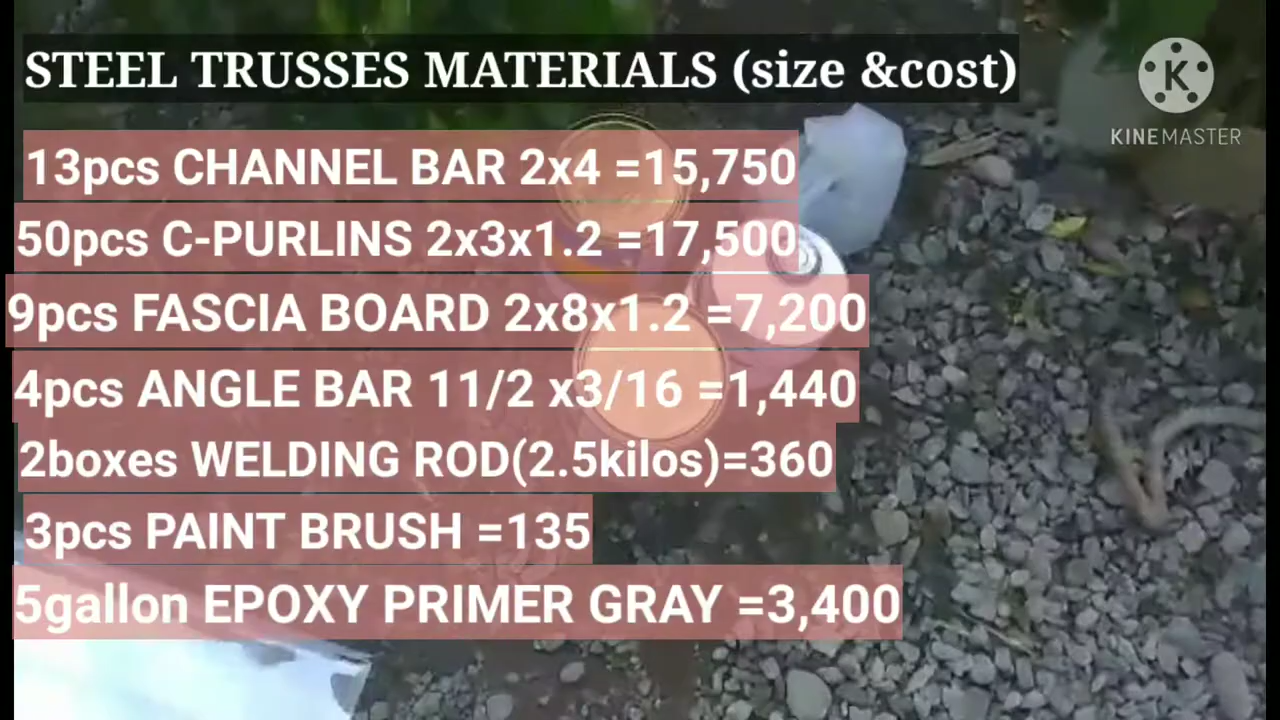 STEEL TRUSSES MATERIALS (size &cost)
K
KINEMASTER
13pcs CHANNEL BAR 2x4 =15,750
50pcs C-PURLINS 2x3x1.2 =17,500
9pcs FASCIA BOARD 2x8x1.2 =7,200
4pcs ANGLE BAR 11/2 x3/16 =1,440
2boxes WELDING ROD(2.5kilos)=360
3pcs PAINT BRUSH =135
5gallon EPOXY PRIMER GRAY =3,400